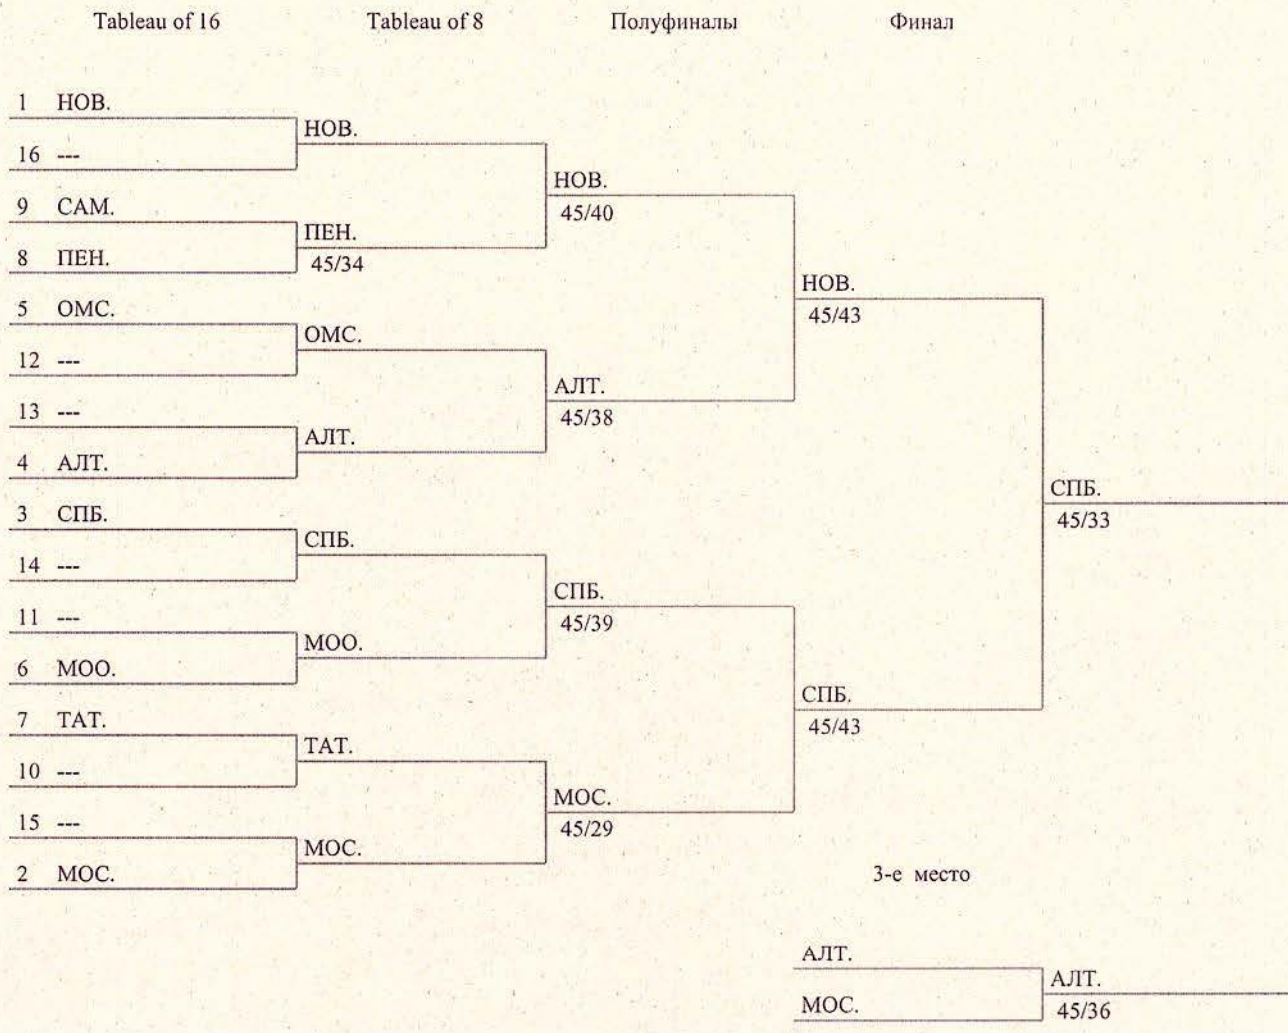 Tableau of 16 Tableau of 8 Полуфиналы Финал
1 НОВ.
НОВ.
16 ---
НОВ.
45/40
9 САМ.
ПЕН.
45/34
8 ПЕН.
НОВ.
45/43
5 ОМС.
ОМС.
12 ---
АЛТ.
45/38
13 ---
АЛТ.
4 АЛТ.
СПБ.
45/33
3 СПБ.
СПБ.
14 ---
СПБ.
45/39
11 ---
МОО.
6 МОО.
СПБ.
45/43
7 ТАТ.
ТАТ.
10 ---
МОС.
45/29
15 ---
МОС.
2 МОС.
3-е место
АЛТ.
АЛТ.
45/36
МОС.